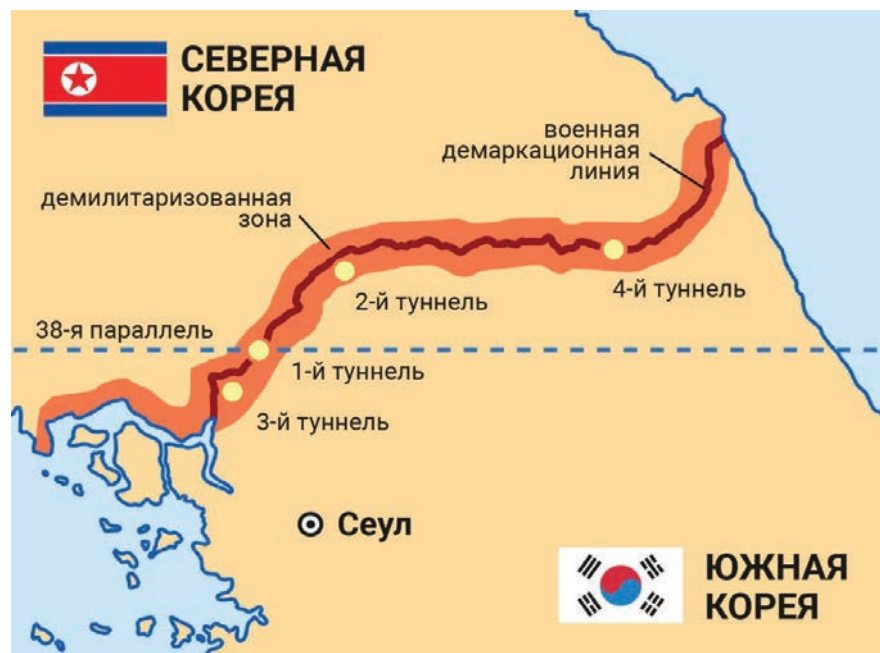 СЕВЕРНАЯ
КОРЕЯ
военная
демаркационная
линия
демилитаризованная
зона
2-й туннель
4-й туннель
38-я параллель
1-й туннель
3-й туннель
Сеул
ЮЖНАЯ
КОРЕЯ